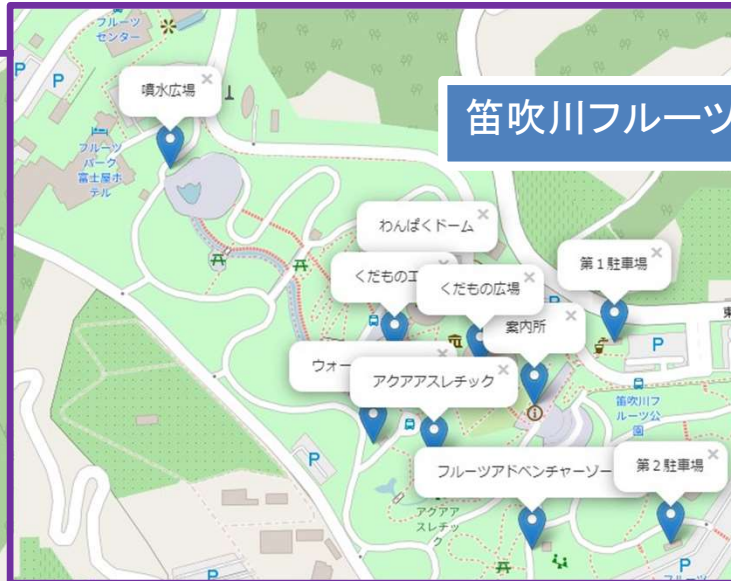 フルーツ
センター
P
P
噴水広場
笛吹川フルーツ
フルーツ
パーク
富士屋ホ
テル
わんぱくドーム
くだものエ
くだもの広場
第1駐車場
案内所
P
ウォー
アクアアスレチック
笛吹川フ
ルーツ公
園
P
フルーツアドベンチャーゾー
第2駐車場
アクアア
スレチッ
ク
P
P